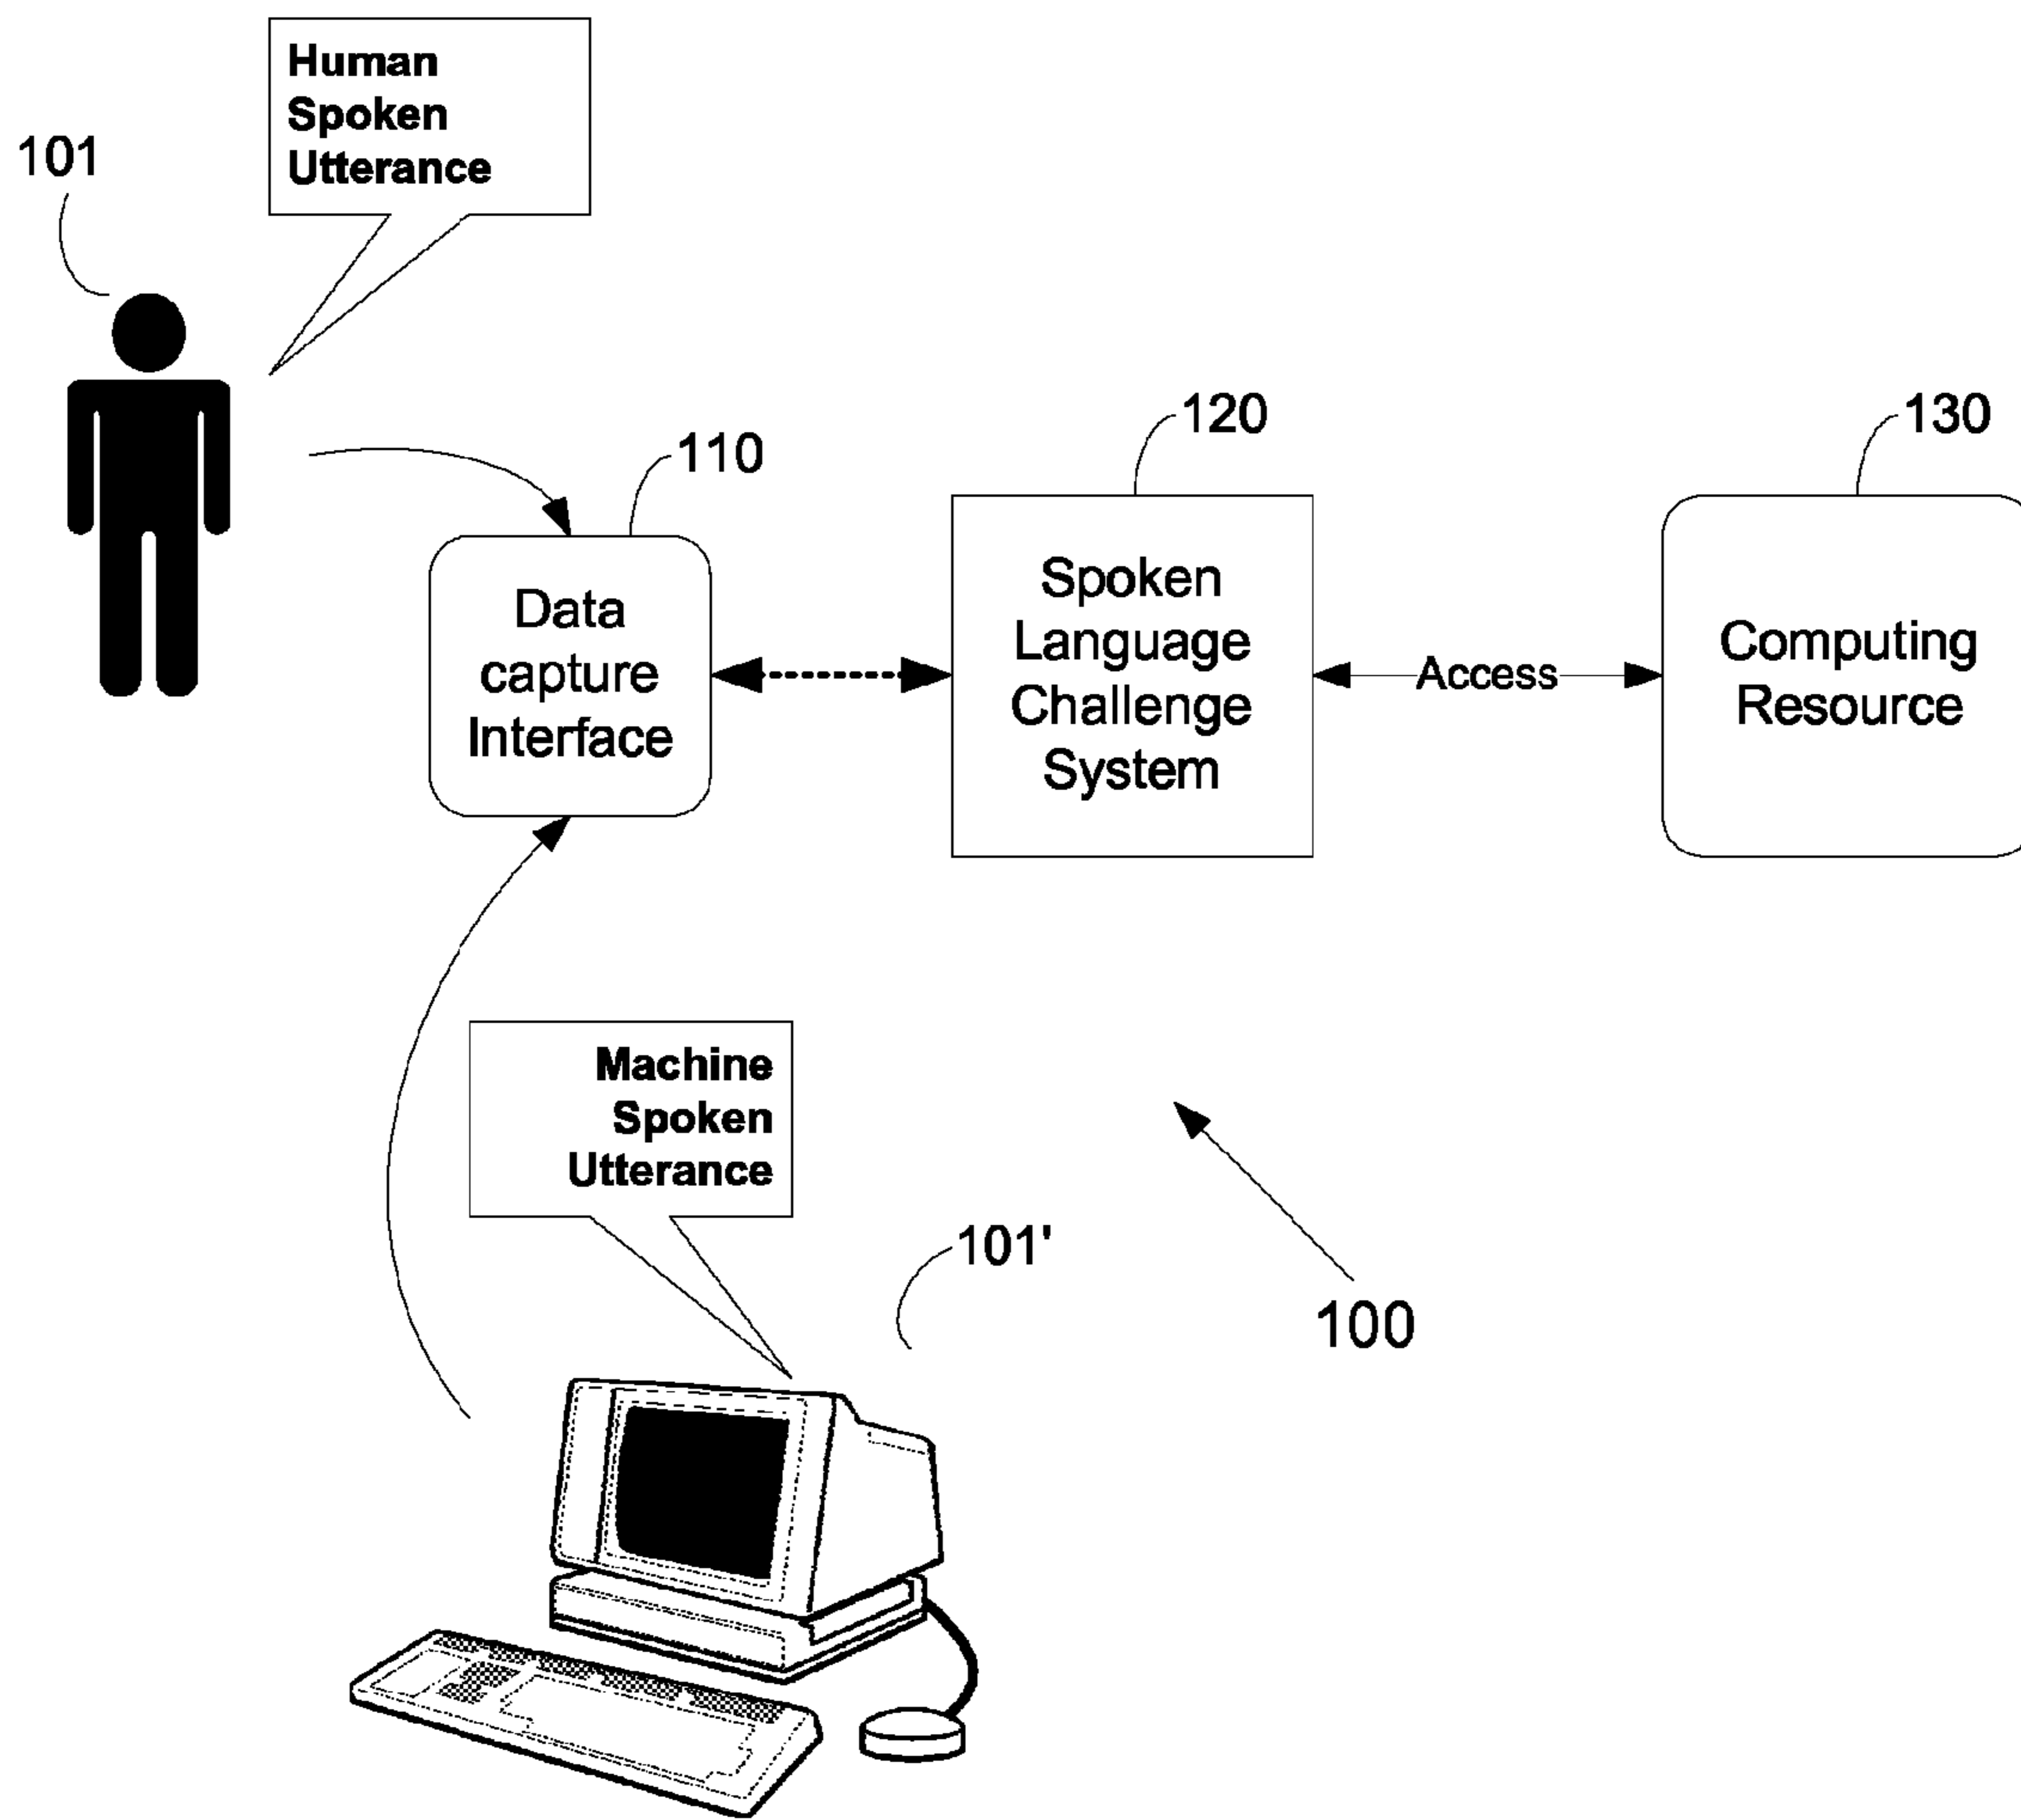 Human
Spoken
Utterance
101
110
120
130
Data
capture
Interface
Spoken
Language
Challenge
System
Access
Computing
Resource
Machine
Spoken
Utterance
101'
100